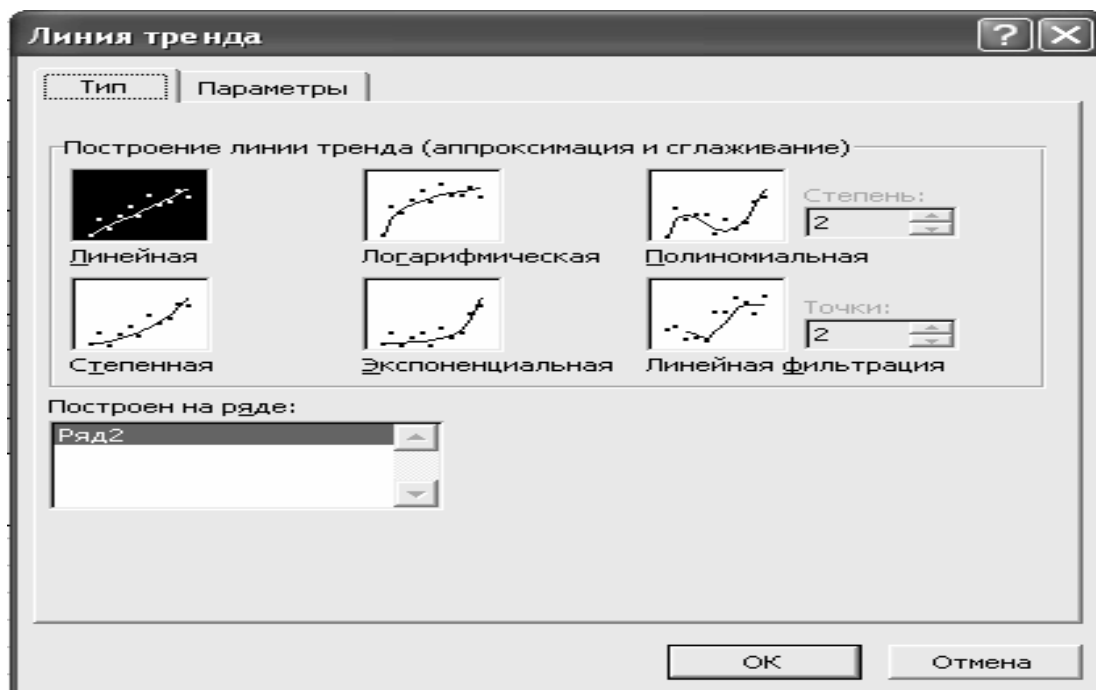 Линия тренда
Тип
Параметры
Построение линии тренда (аппроксимация и сглаживание)
Линейная
Логарифмическая
Полиномиальная
Степень:
2
Степенная
Экспоненциальная
Линейная фильтрация
Точки:
2
Построен на ряде:
Ряд2
ОК
Отмена